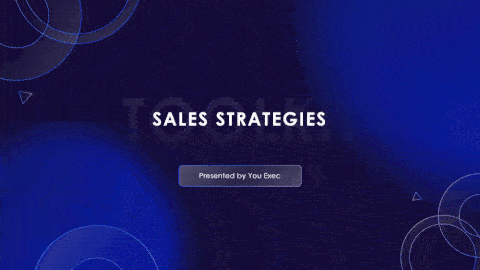 SALES STRATEGIES
Presented by You Exec